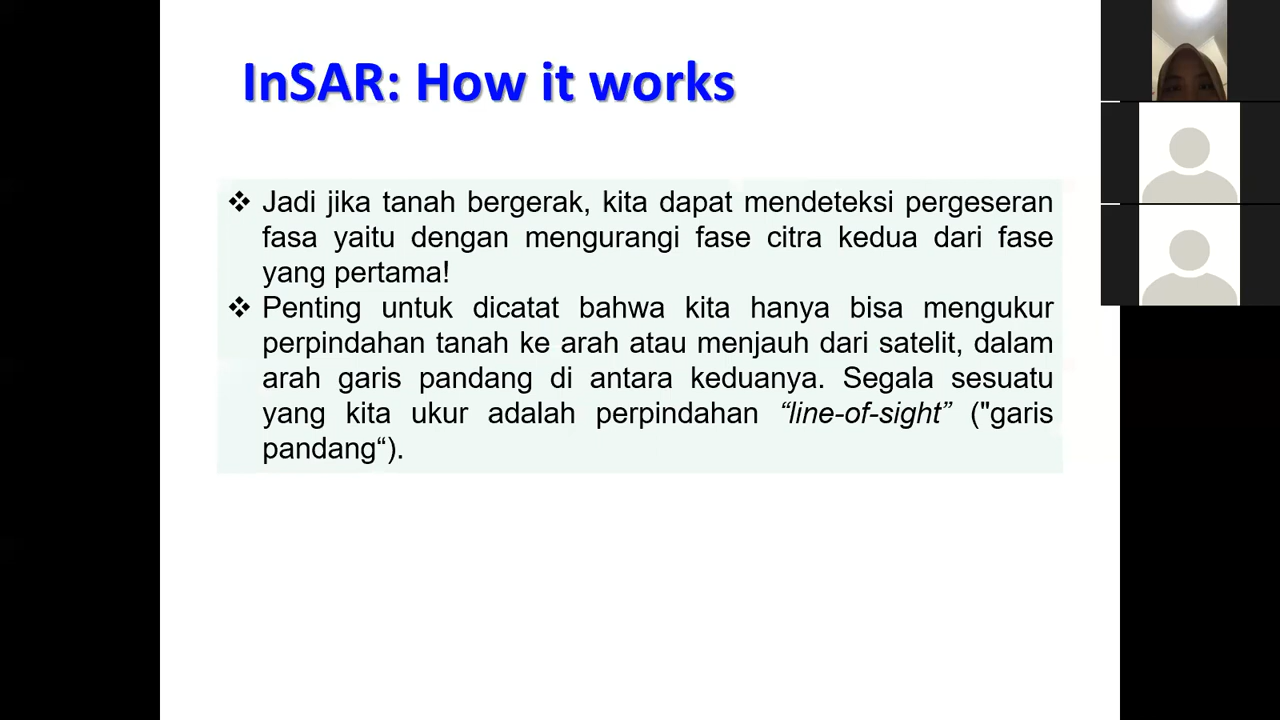 InSAR: How it works
❖ Jadi jika tanah bergerak, kita dapat mendeteksi pergeseran
fasa yaitu dengan mengurangi fase citra kedua dari fase
yang pertama!
❖ Penting untuk dicatat bahwa kita hanya bisa mengukur
perpindahan tanah ke arah atau menjauh dari satelit, dalam
arah garis pandang di antara keduanya. Segala sesuatu
yang kita ukur adalah perpindahan “line-of-sight” ("garis
pandang“).